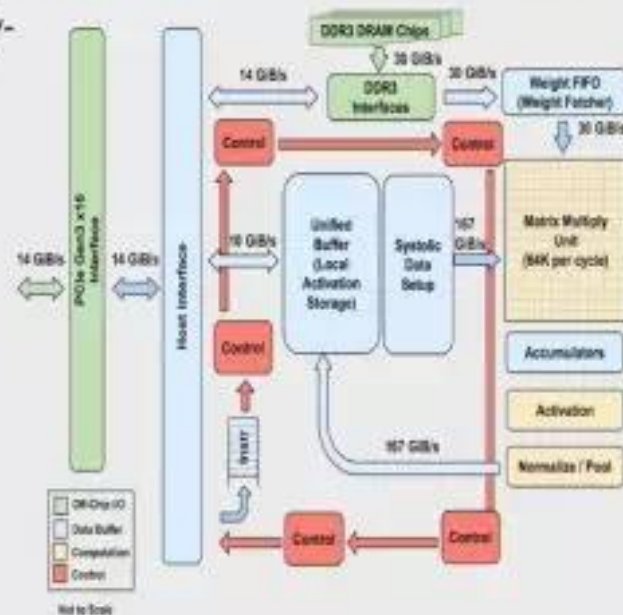 DDR3 DRAM Chips
30 GiB/s
14 GiB/s
30 GiB/s
DDR3
Interfaces
Weight FIFO
(Weight Fetcher)
30 GiB/s
Control
Control
PCIe Gen3 x16
Interface
Host Interface
14 GiB/s
14 GiB/s
10 GiB/s
Unified
Buffer
(Local
Activation
Storage)
Systolic
Data
Setup
167
GiB/s
Matrix Multiply
Unit
(64K per cycle)
Control
Accumulators
Activation
Instr
167 GiB/s
Normalize / Pool
Off-Chip I/O
Data Buffer
Computation
Control
Control
Control
Not to Scale